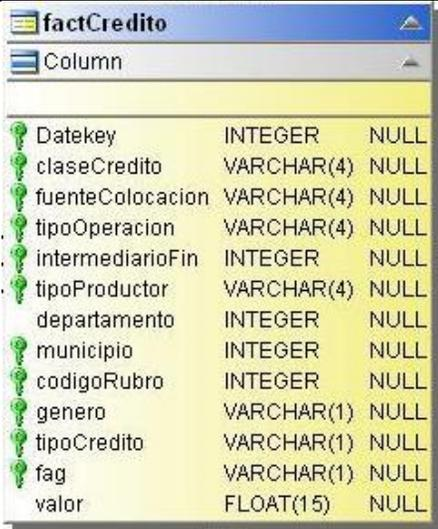 factCredito
Column
Datekey INTEGER NULL
claseCredito VARCHAR(4) NULL
fuenteColocacion VARCHAR(4) NULL
tipoOperacion VARCHAR(4) NULL
intermediarioFin INTEGER NULL
tipoProductor VARCHAR(4) NULL
departamento INTEGER NULL
municipio INTEGER NULL
codigoRubro INTEGER NULL
genero VARCHAR(1) NULL
tipoCredito VARCHAR(1) NULL
fag VARCHAR(1) NULL
valor FLOAT(15) NULL